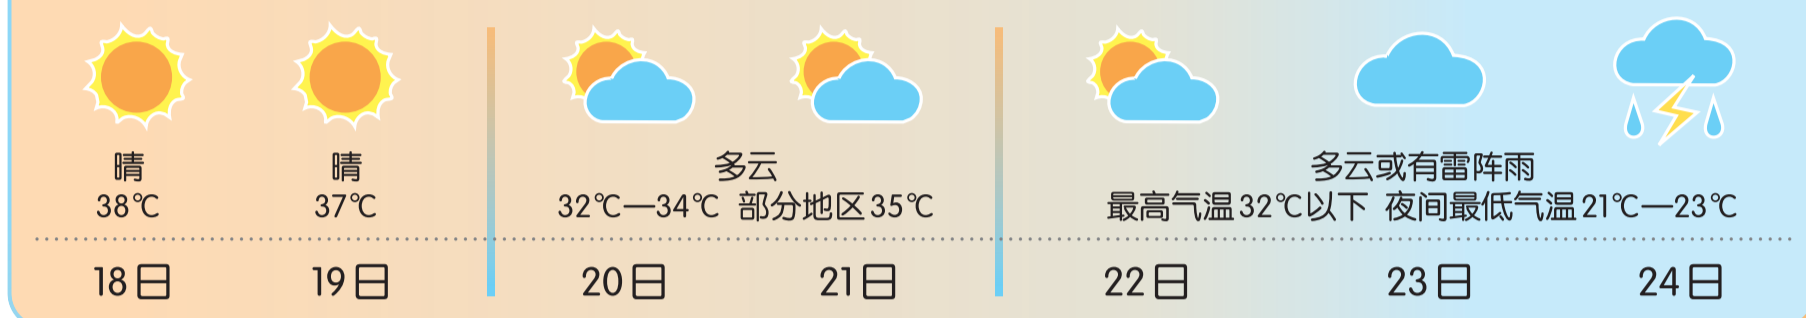 晴 晴 多云 多云或有雷阵雨
38℃ 37℃ 32℃—34℃ 部分地区35℃ 最高气温32℃以下 夜间最低气温21℃—23℃
18日 19日 20日 21日 22日 23日 24日